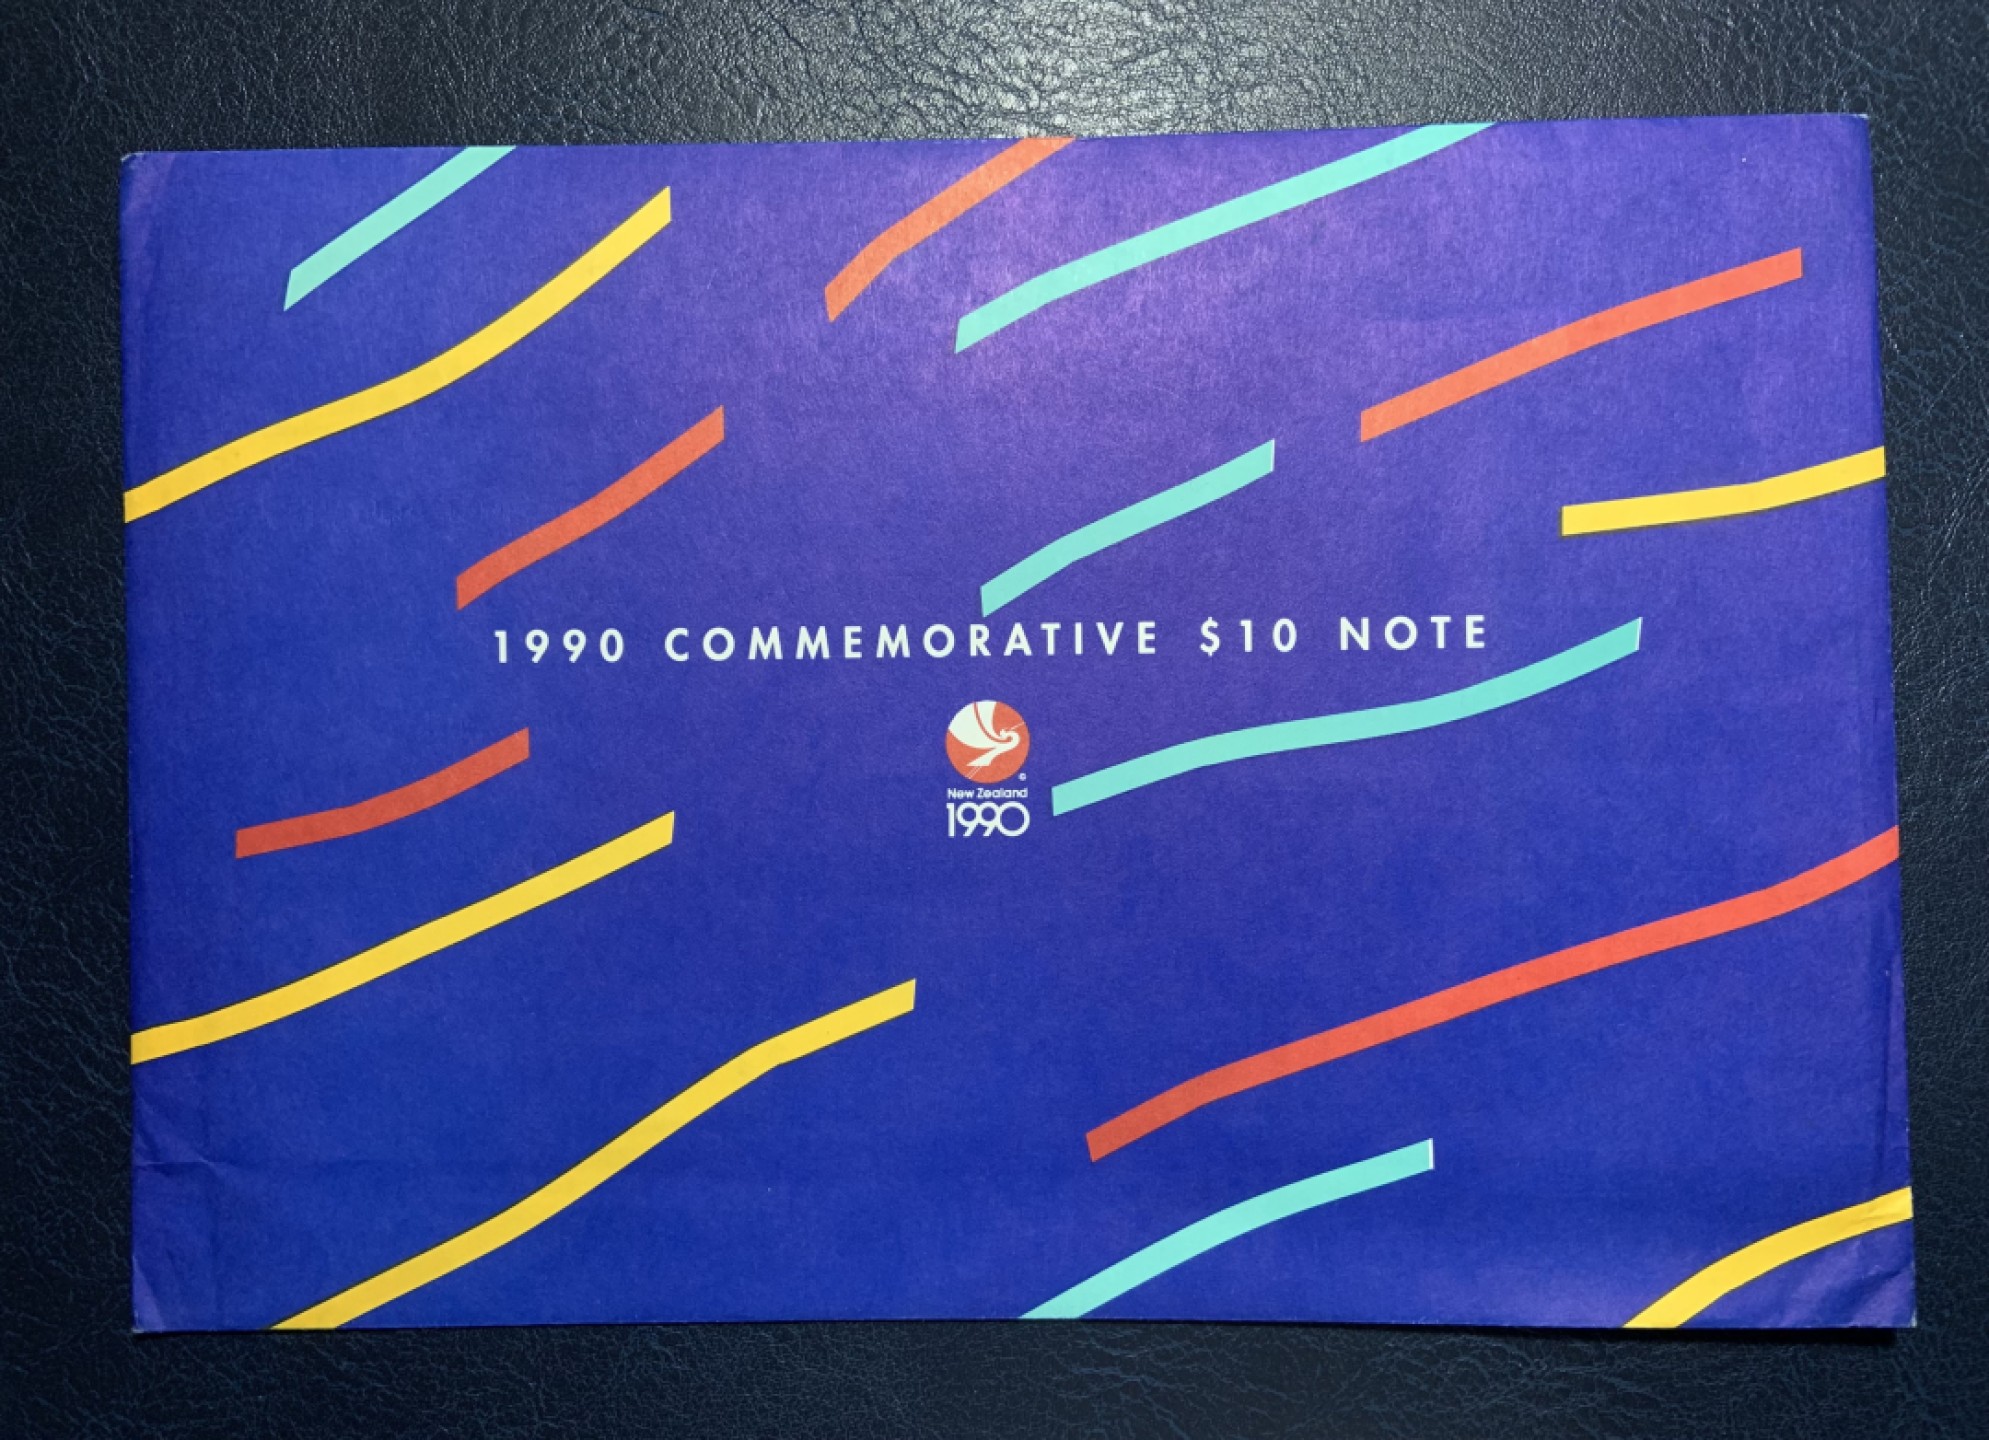 1990 COMMEMORATIVE $10 NOTE
©
New Zealand
1990